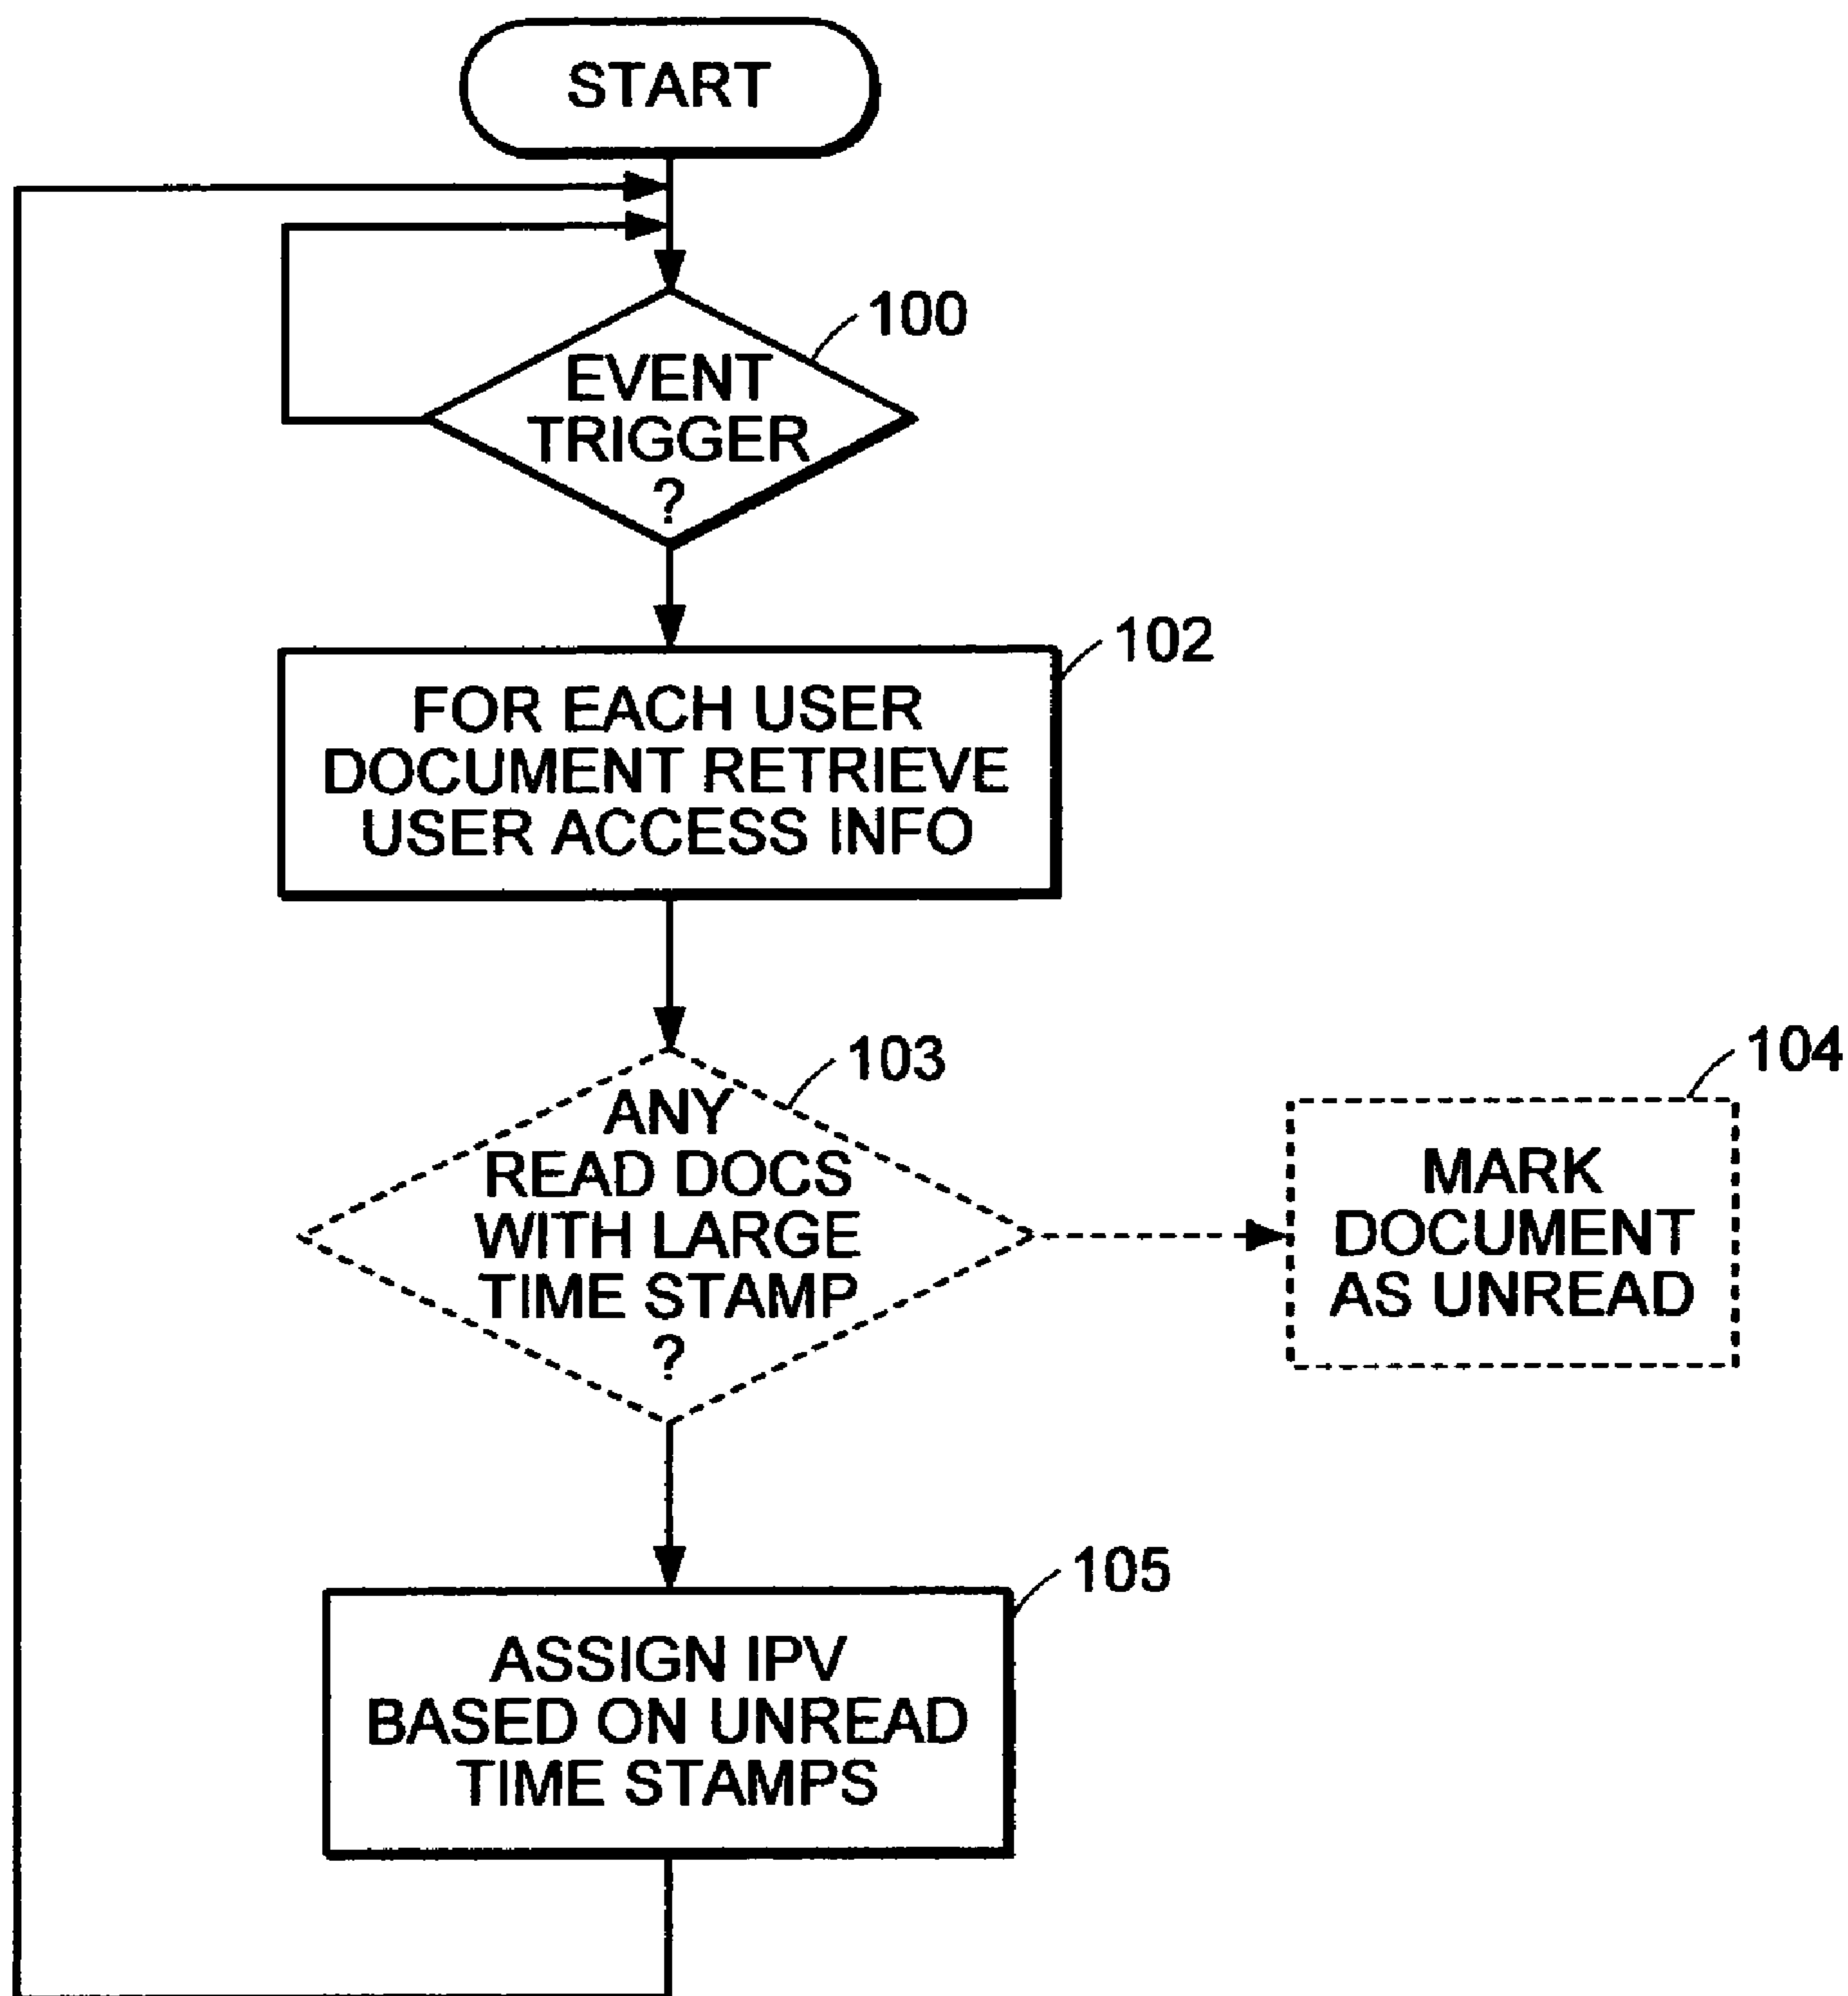 START
100
EVENT
TRIGGER
?
102
FOR EACH USER
DOCUMENT RETRIEVE
USER ACCESS INFO
103
ANY
READ DOCS
WITH LARGE
TIME STAMP
?
104
MARK
DOCUMENT
AS UNREAD
105
ASSIGN IPV
BASED ON UNREAD
TIME STAMPS